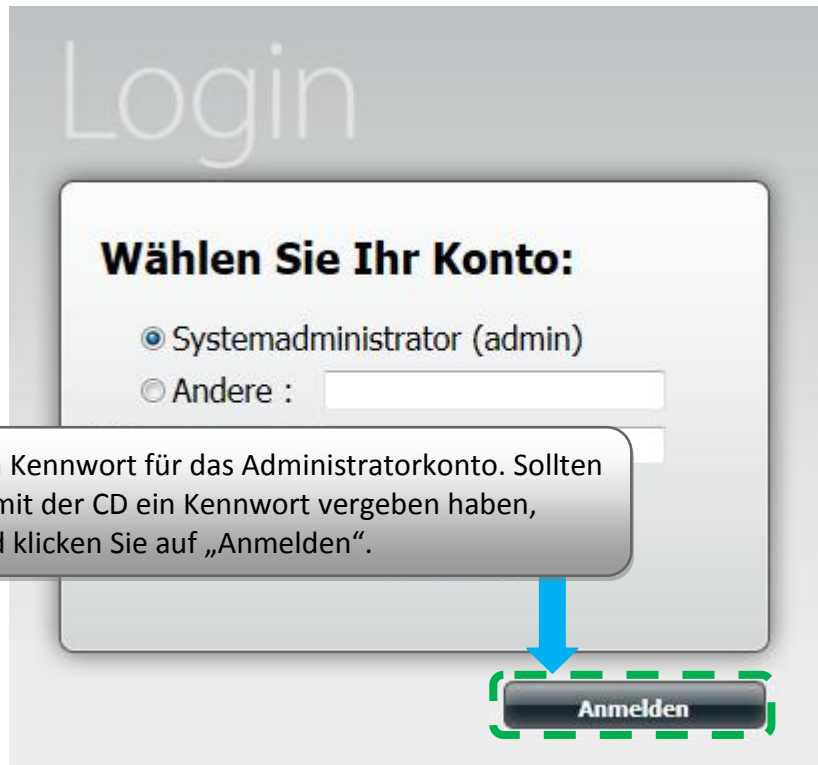 Login
Wählen Sie Ihr Konto:
Systemadministrator (admin)
Andere :
Kennwort für das Administratorkonto. Sollten
mit der CD ein Kennwort vergeben haben,
klicken Sie auf „Anmelden“.
Anmelden